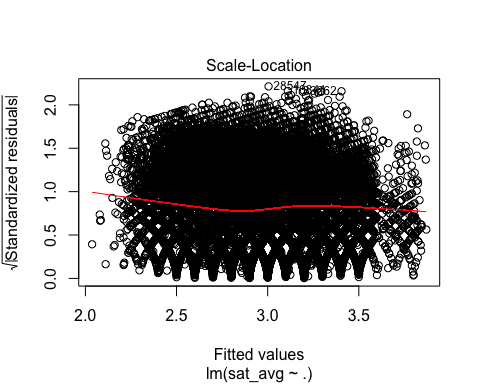 Scale-Location
28547
√|Standardized residuals|
0.0 0.5 1.0 1.5 2.0
2.0 2.5 3.0 3.5
Fitted values
lm(sat_avg ~ .)